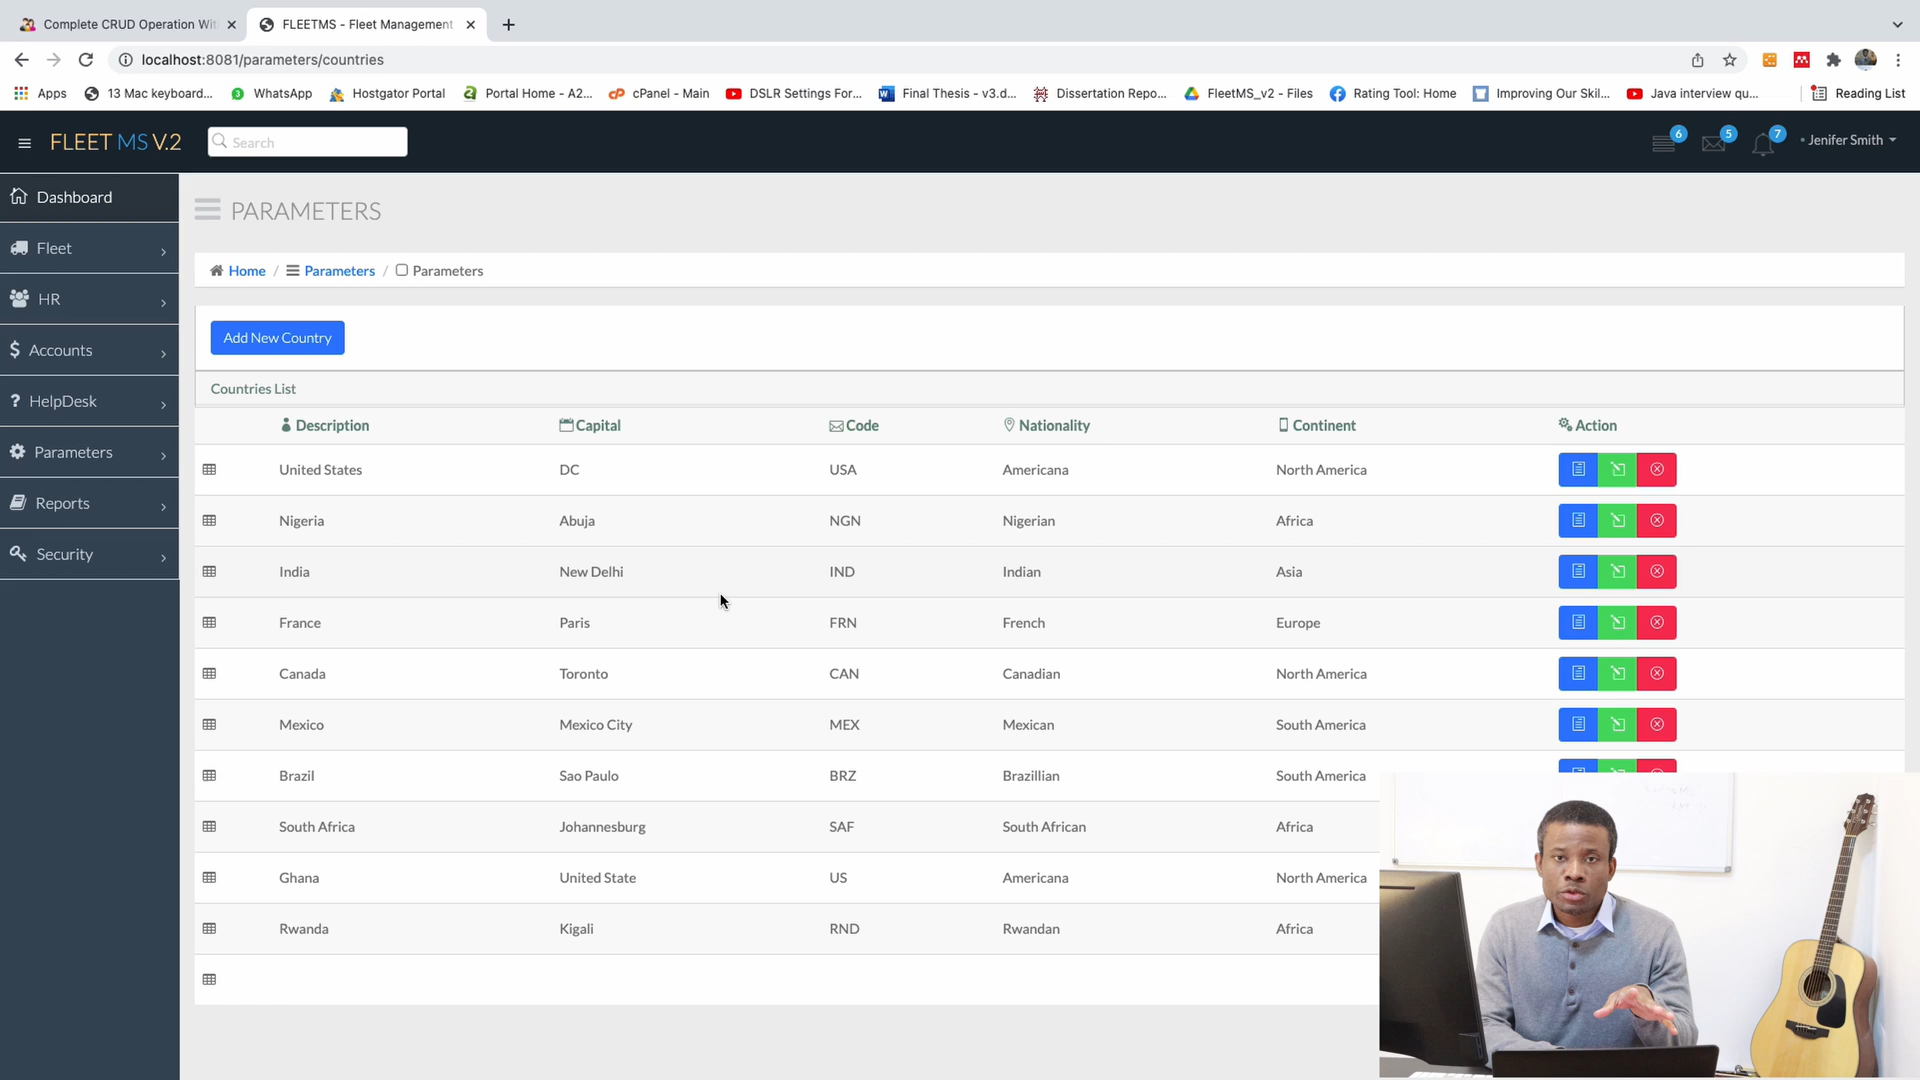 Complete CRUD Operation Wit
FLEETMS - Fleet Management
localhost:8081/parameters/countries
Apps 13 Mac keyboard... WhatsApp Hostgator Portal Portal Home - A2... cPanel - Main DSLR Settings For... Final Thesis - v3.d... Dissertation Repo... FleetMS_v2 - Files Rating Tool: Home Improving Our Skil... Java interview qu... Reading List
FLEET MS V.2 Search 6 5 7 Jenifer Smith
Dashboard
Fleet
HR
Accounts
HelpDesk
Parameters
Reports
Security
PARAMETERS
Home / Parameters / Parameters
Add New Country
Countries List
Description Capital Code Nationality Continent Action
United States DC USA Americana North America
Nigeria Abuja NGN Nigerian Africa
India New Delhi IND Indian Asia
France Paris FRN French Europe
Canada Toronto CAN Canadian North America
Mexico Mexico City MEX Mexican South America
Brazil Sao Paulo BRZ Brazillian South America
South Africa Johannesburg SAF South African Africa
Ghana United State US Americana North America
Rwanda Kigali RND Rwandan Africa